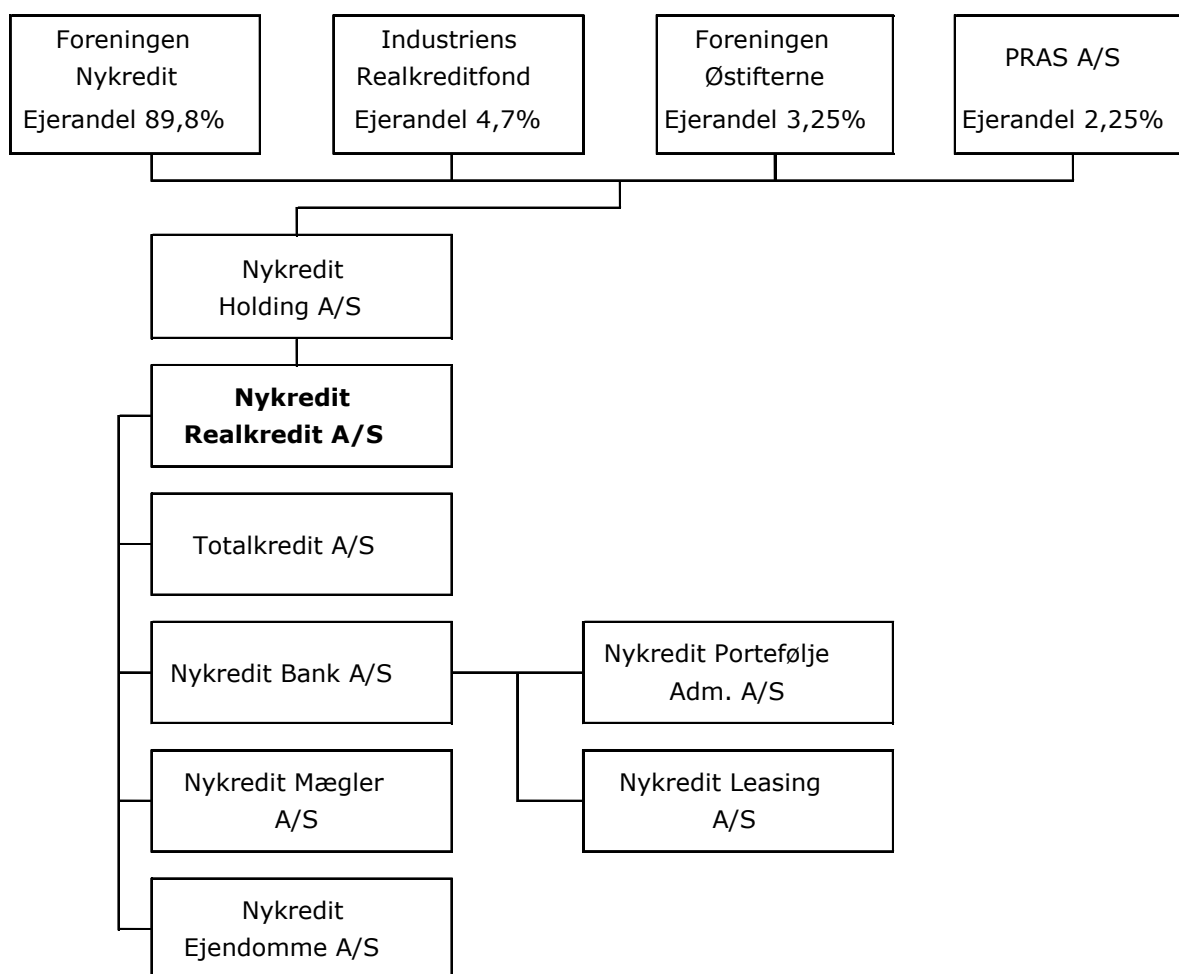 Foreningen
Nykredit
Ejerandel 89,8%
Industriens
Realkreditfond
Ejerandel 4,7%
Foreningen
Østifterne
Ejerandel 3,25%
PRAS A/S
Ejerandel 2,25%
Nykredit
Holding A/S
Nykredit
Realkredit A/S
Totalkredit A/S
Nykredit Bank A/S
Nykredit Portefølje
Adm. A/S
Nykredit Mægler
A/S
Nykredit Leasing
A/S
Nykredit
Ejendomme A/S